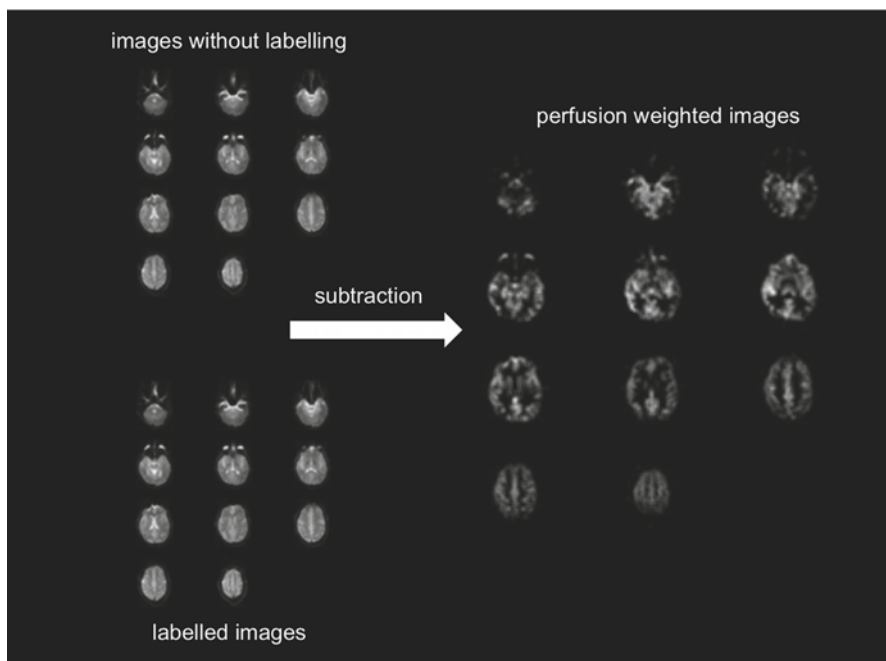 images without labelling
perfusion weighted images
subtraction
labelled images